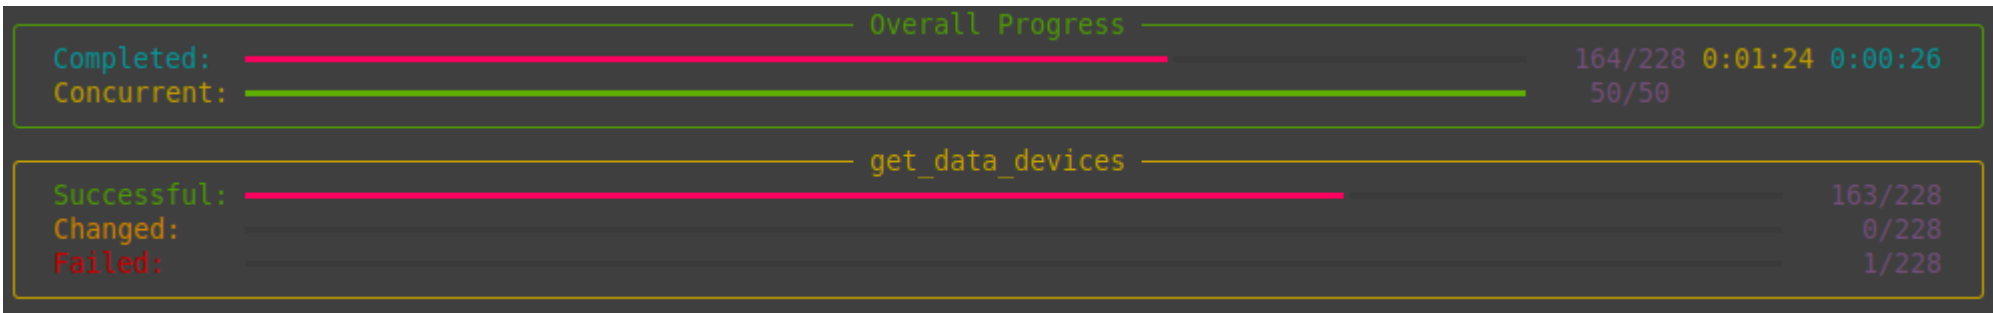 Overall Progress
Completed: 164/228 0:01:24 0:00:26
Concurrent: 50/50
get_data_devices
Successful: 163/228
Changed: 0/228
Failed: 1/228